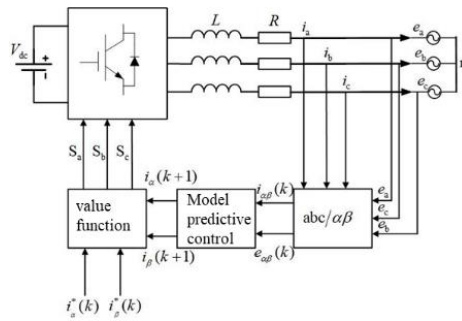 L R i_a e_a
V_dc
i_b e_b
i_c e_c
S_a S_b S_c
i_α(k+1) i_αβ(k) e_a
value function
Model predictive control
abc/αβ
e_c
i_β(k+1) e_αβ(k) e_b
i*_α(k) i*_β(k)